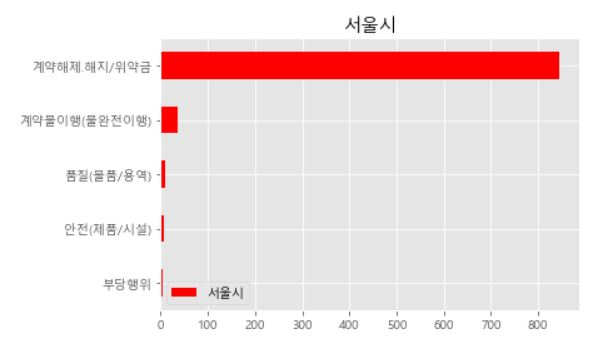 서울시
계약해제.해지/위약금
계약불이행(불완전이행)
품질(물품/용역)
안전(제품/시설)
부당행위
서울시
0 100 200 300 400 500 600 700 800